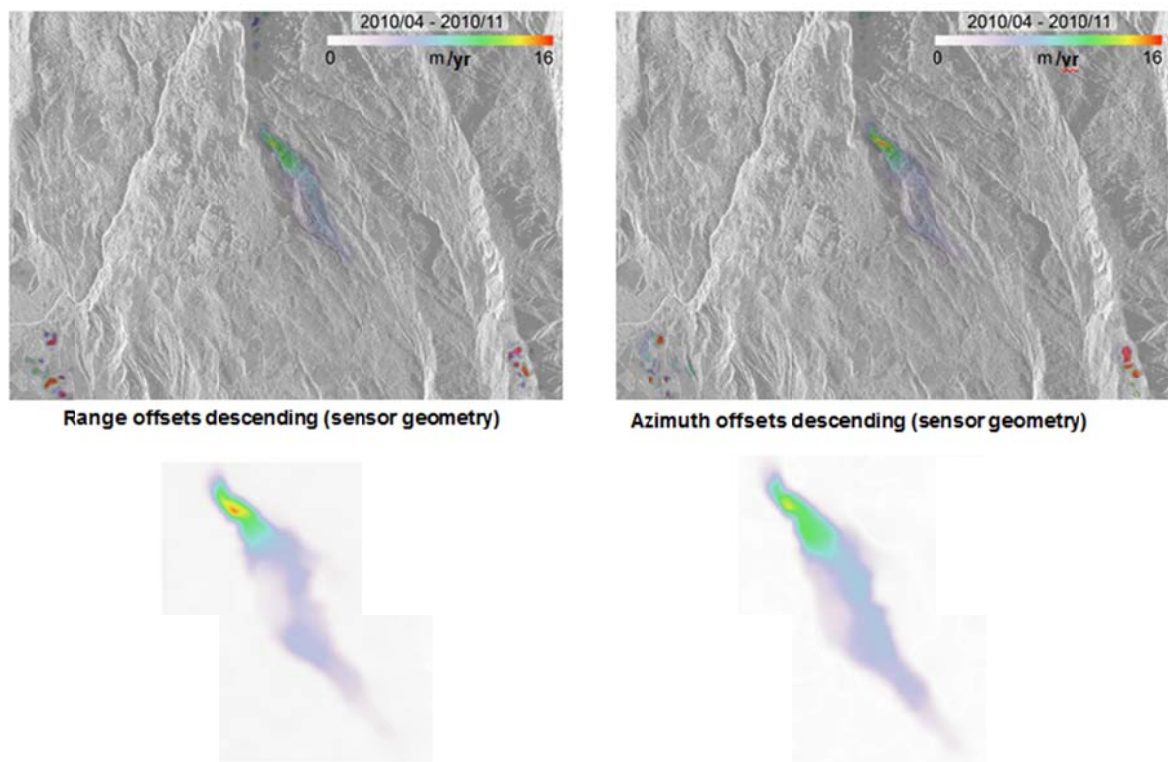 2010/04 - 2010/11
0 m/yr 16
2010/04 - 2010/11
0 m/yr 16
Range offsets descending (sensor geometry)
Azimuth offsets descending (sensor geometry)